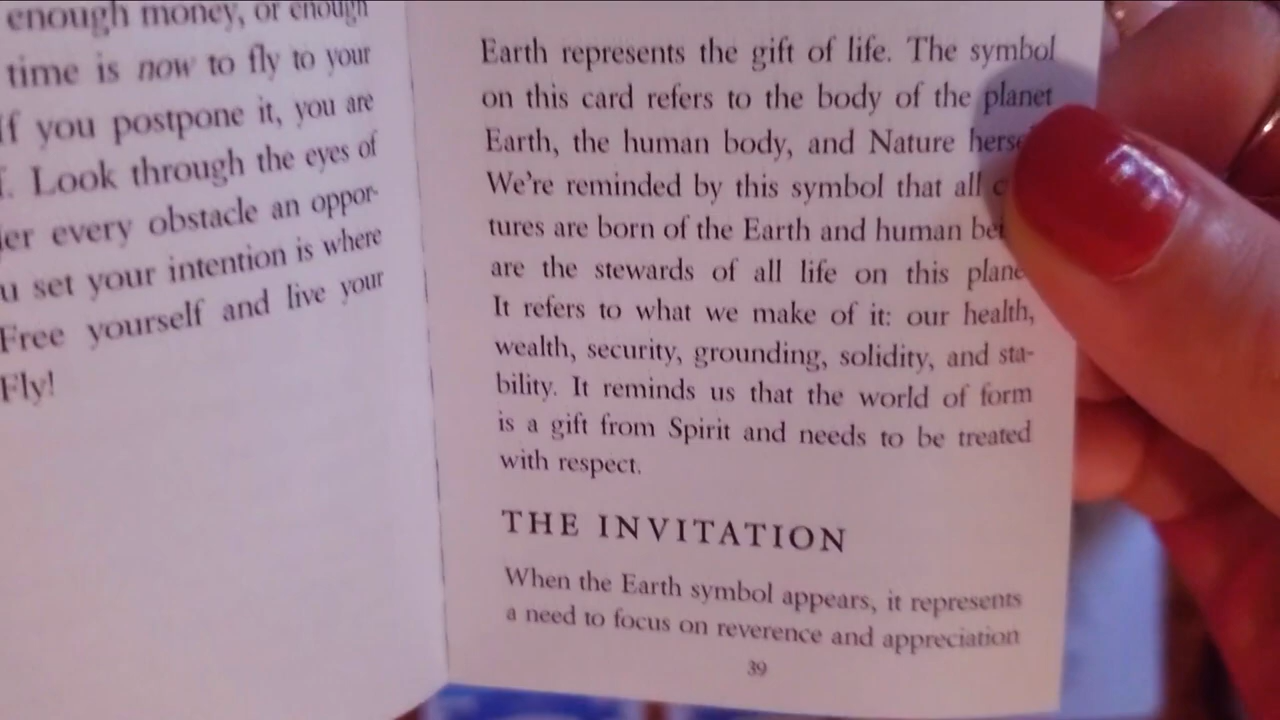 enough money, or enough
time is now to fly to your
If you postpone it, you are
Look through the eyes of
every obstacle an oppor-
set your intention is where
Free yourself and live your
Fly!
Earth represents the gift of life. The symbol
on this card refers to the body of the planet
Earth, the human body, and Nature
We're reminded by this symbol that all
tures are born of the Earth and human
are the stewards of all life on this
It refers to what we make of it: our health,
wealth, security, grounding, solidity, and sta-
bility. It reminds us that the world of form
is a gift from Spirit and needs to be treated
with respect.
THE INVITATION
When the Earth symbol appears, it represents
a need to focus on reverence and appreciation
39